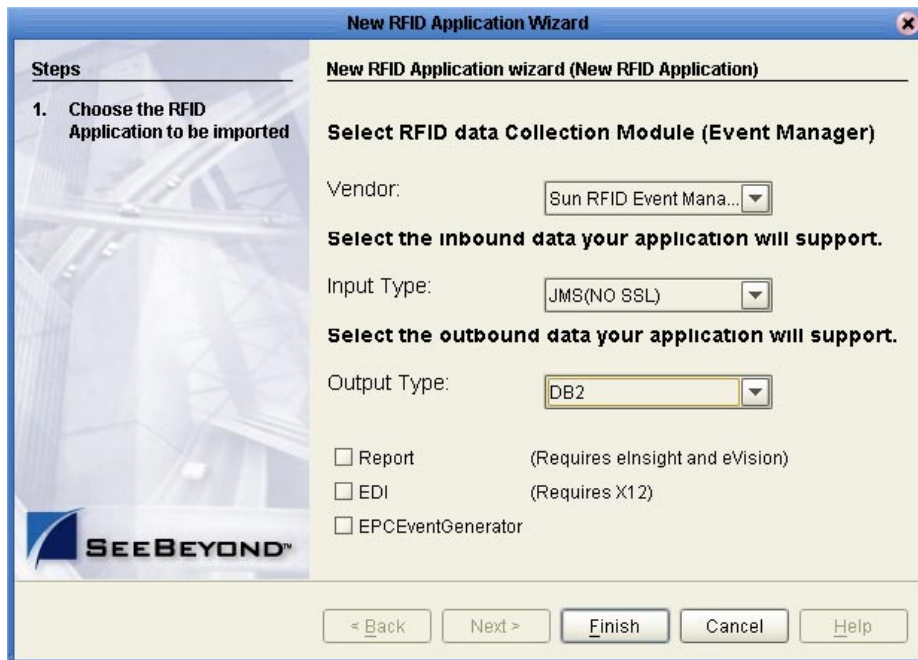 New RFID Application Wizard
Steps
1. Choose the RFID
Application to be imported
New RFID Application wizard (New RFID Application)
Select RFID data Collection Module (Event Manager)
Vendor:
Sun RFID Event Mana...
Select the inbound data your application will support.
Input Type:
JMS(NO SSL)
Select the outbound data your application will support.
Output Type:
DB2
Report (Requires eInsight and eVision)
EDI (Requires X12)
EPCEventGenerator
SEEBEYOND™
< Back
Next >
Finish
Cancel
Help